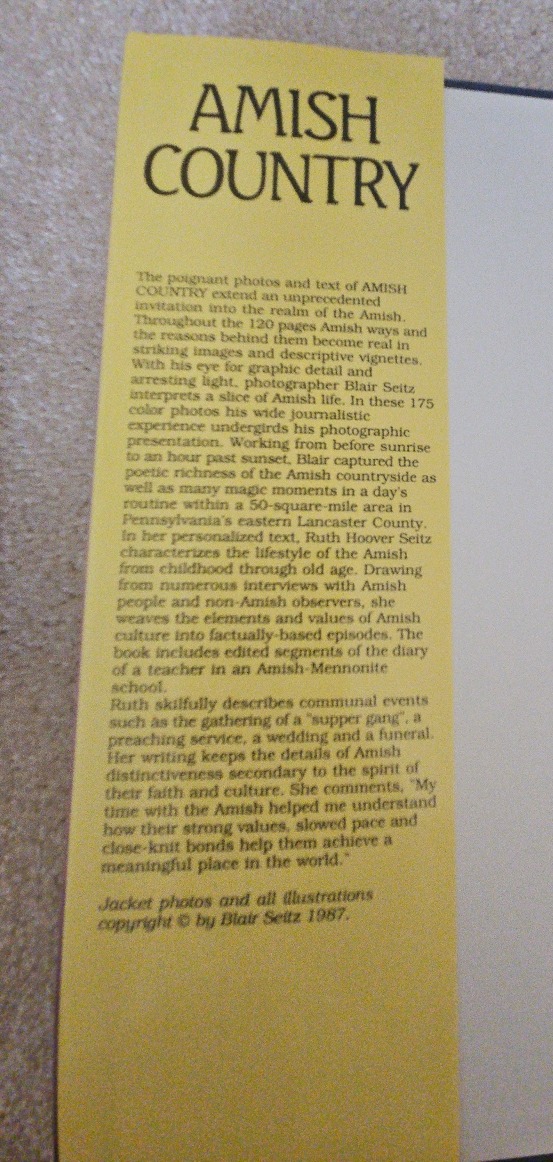 AMISH
COUNTRY
The poignant photos and text of AMISH
COUNTRY extend an unprecedented
invitation into the realm of the Amish.
Throughout the 120 pages Amish ways and
the reasons behind them become real in
striking images and descriptive vignettes.
With his eye for graphic detail and
arresting light, photographer Blair Seitz
interprets a slice of Amish life. In these 175
color photos his wide journalistic
experience undergirds his photographic
presentation. Working from before sunrise
to an hour past sunset, Blair captured the
poetic richness of the Amish countryside as
well as many magic moments in a day's
routine within a 50-square-mile area in
Pennsylvania's eastern Lancaster County.
In her personalized text, Ruth Hoover Seitz
characterizes the lifestyle of the Amish
from childhood through old age. Drawing
from numerous interviews with Amish
people and non-Amish observers, she
weaves the elements and values of Amish
culture into factually-based episodes. The
book includes edited segments of the diary
of a teacher in an Amish-Mennonite
school.
Ruth skilfully describes communal events
such as the gathering of a "supper gang", a
preaching service, a wedding and a funeral.
Her writing keeps the details of Amish
distinctiveness secondary to the spirit of
their faith and culture. She comments, "My
time with the Amish helped me understand
how their strong values, slowed pace and
close-knit bonds help them achieve a
meaningful place in the world."
Jacket photos and all illustrations
copyright © by Blair Seitz 1987.